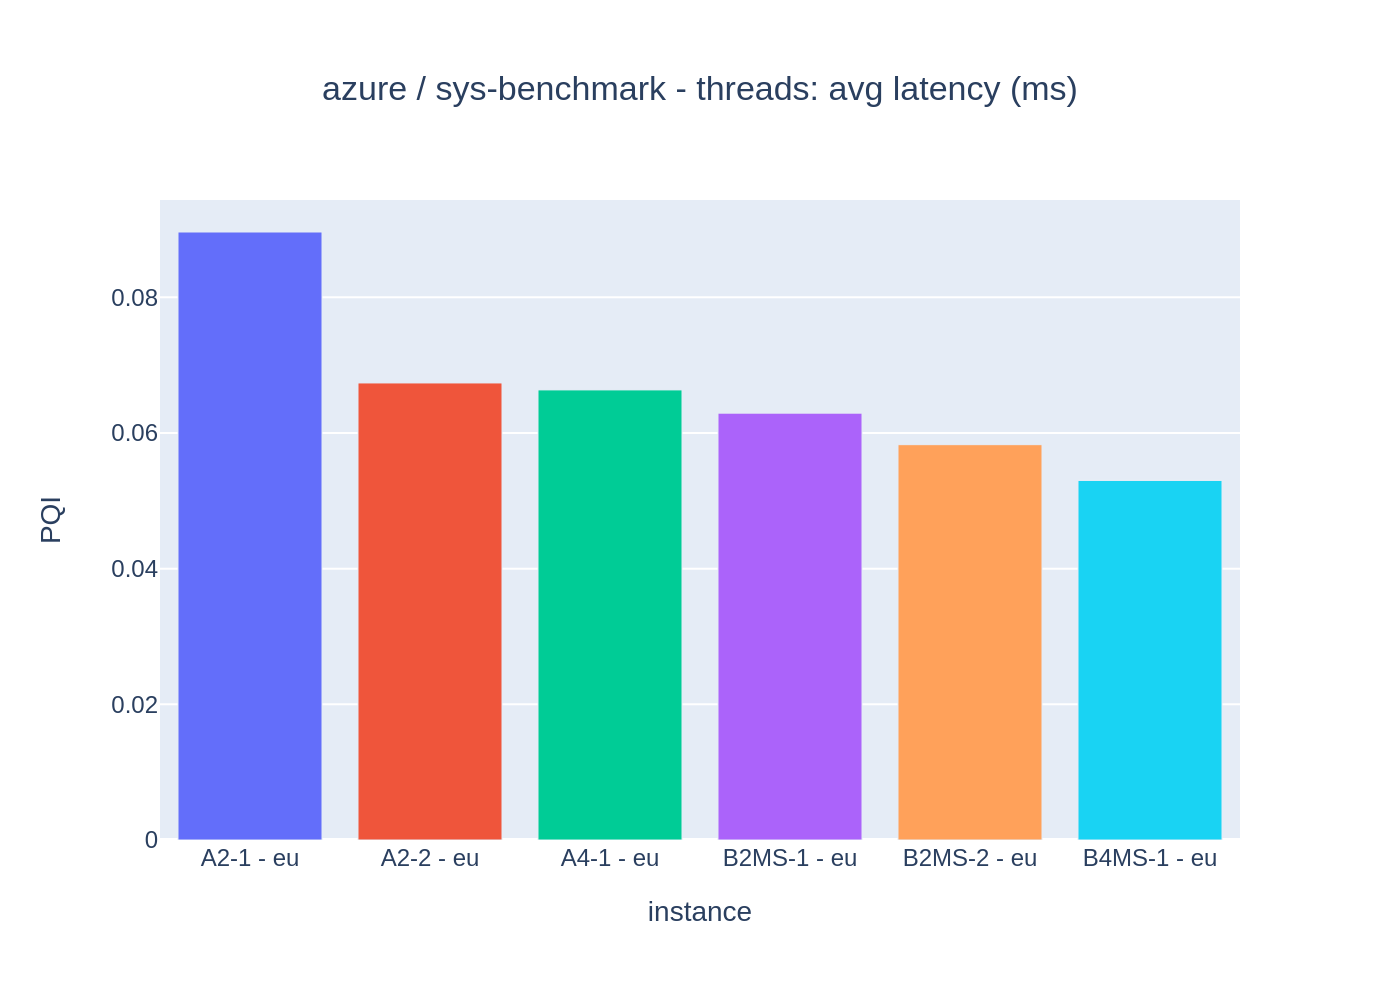 azure / sys-benchmark - threads: avg latency (ms)
0.08
0.06
0.04
0.02
0
PQI
A2-1 - eu
A2-2 - eu
A4-1 - eu
B2MS-1 - eu
B2MS-2 - eu
B4MS-1 - eu
instance